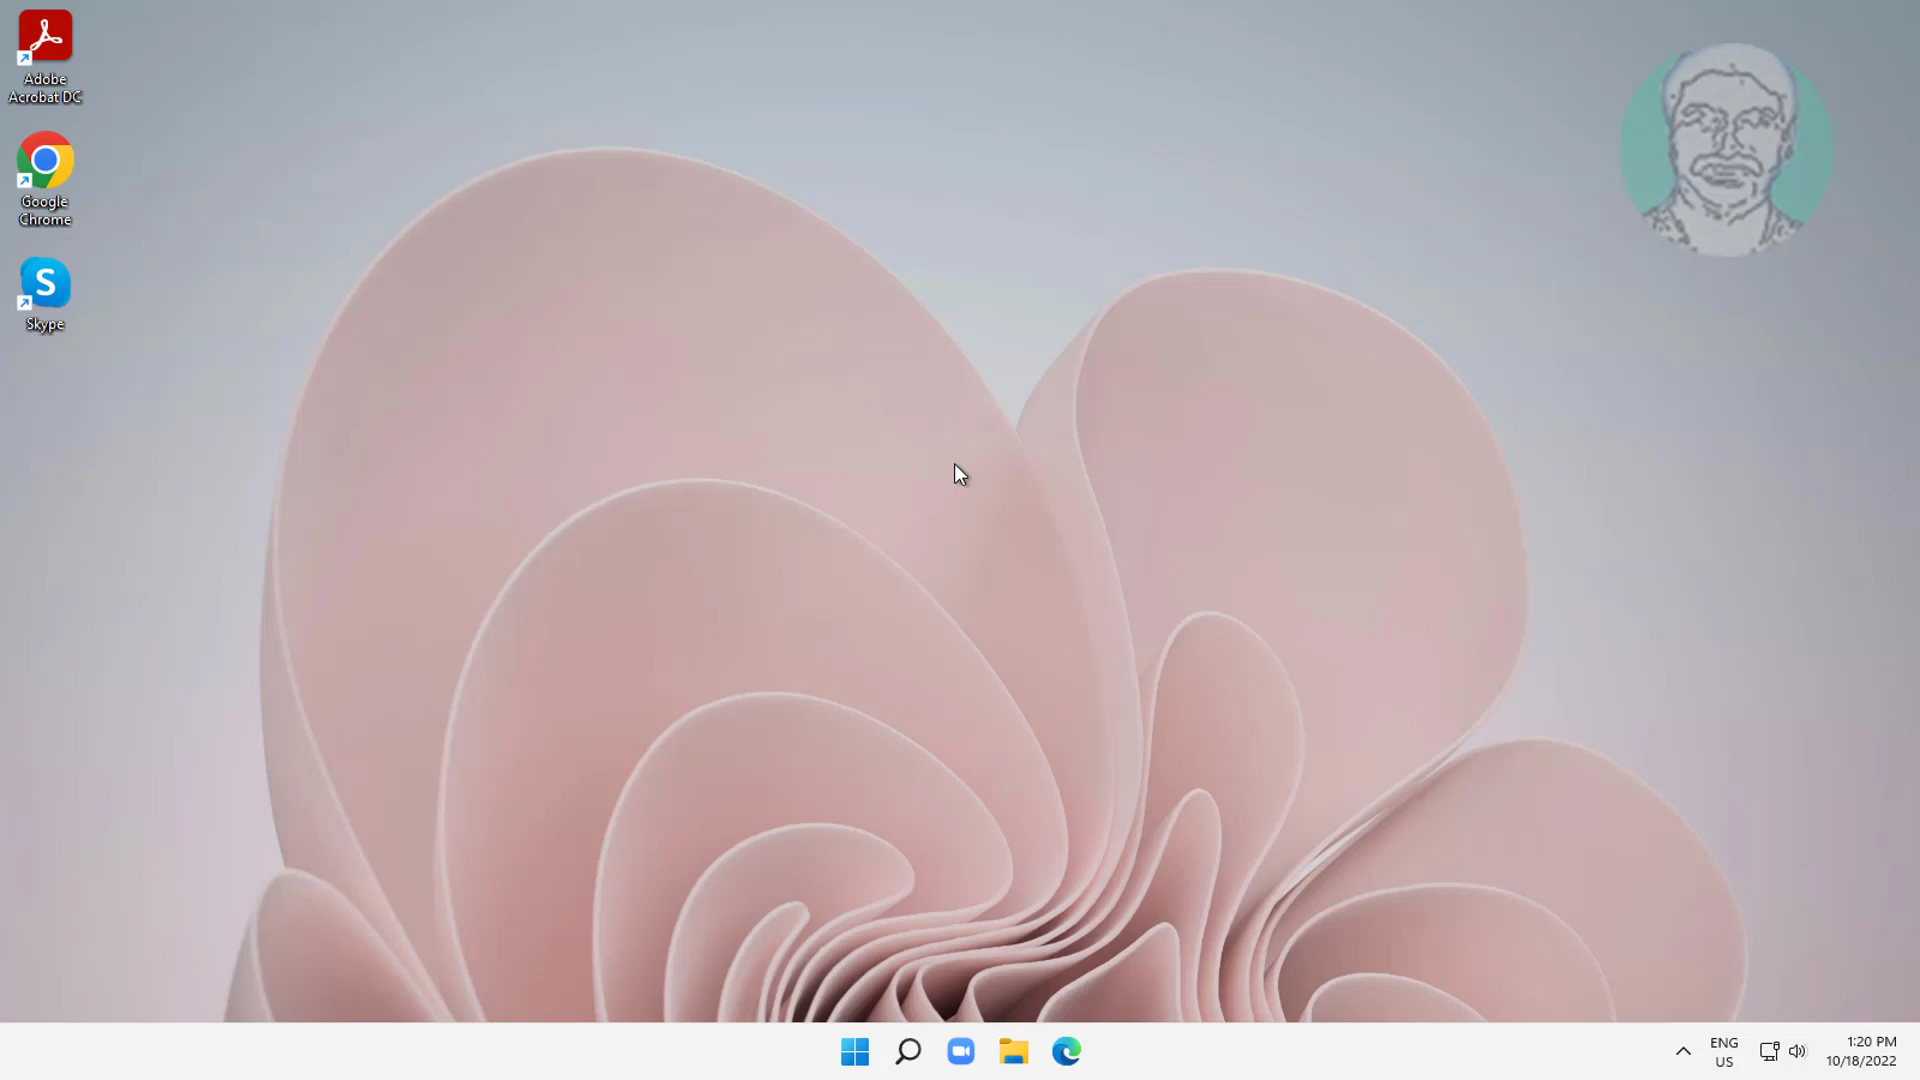 Adobe
Acrobat DC
Google
Chrome
S
Skype
ENG
US
1:20 PM
10/18/2022